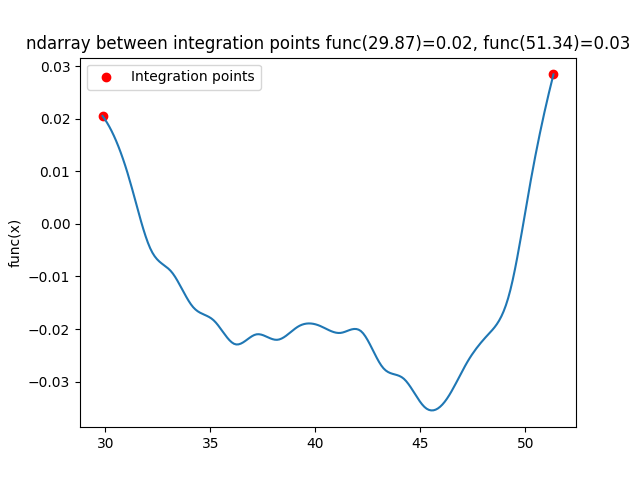 ndarray between integration points func(29.87)=0.02, func(51.34)=0.03
Integration points
func(x)
0.03
0.02
0.01
0.00
−0.01
−0.02
−0.03
30 35 40 45 50